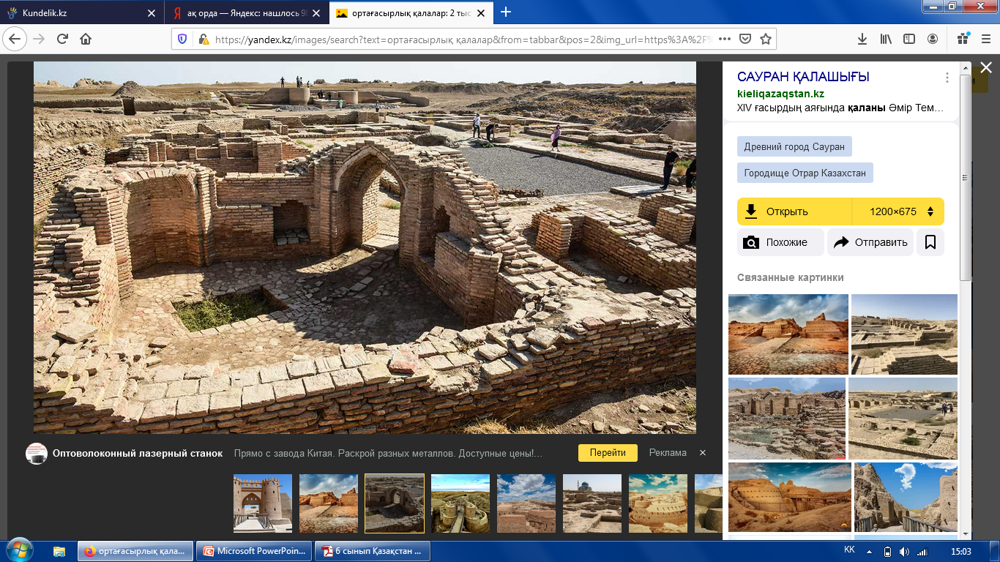 Kundelik.kz
ақ орда — Яндекс: нашлось
ортағасырлық қалалар: 2 тыс
https://yandex.kz/images/search?text=ортағасырлық қалалар&from=tabbar&pos=2&img_url=https%3A%2F%
САУРАН ҚАЛАШЫҒЫ
kieliqazaqstan.kz
XIV ғасырдың аяғында қаланы Әмір Тем…
Древний город Сауран
Городище Отрар Казахстан
Открыть
1200×675
Похожие
Отправить
Связанные картинки
Оптоволоконный лазерный станок
Прямо с завода Китая. Раскрой разных металлов. Доступные цены!…
Перейти
Реклама
ортағасырлық қала...
Microsoft PowerPoin...
6 сынып Қазақстан ...
KK
15:03